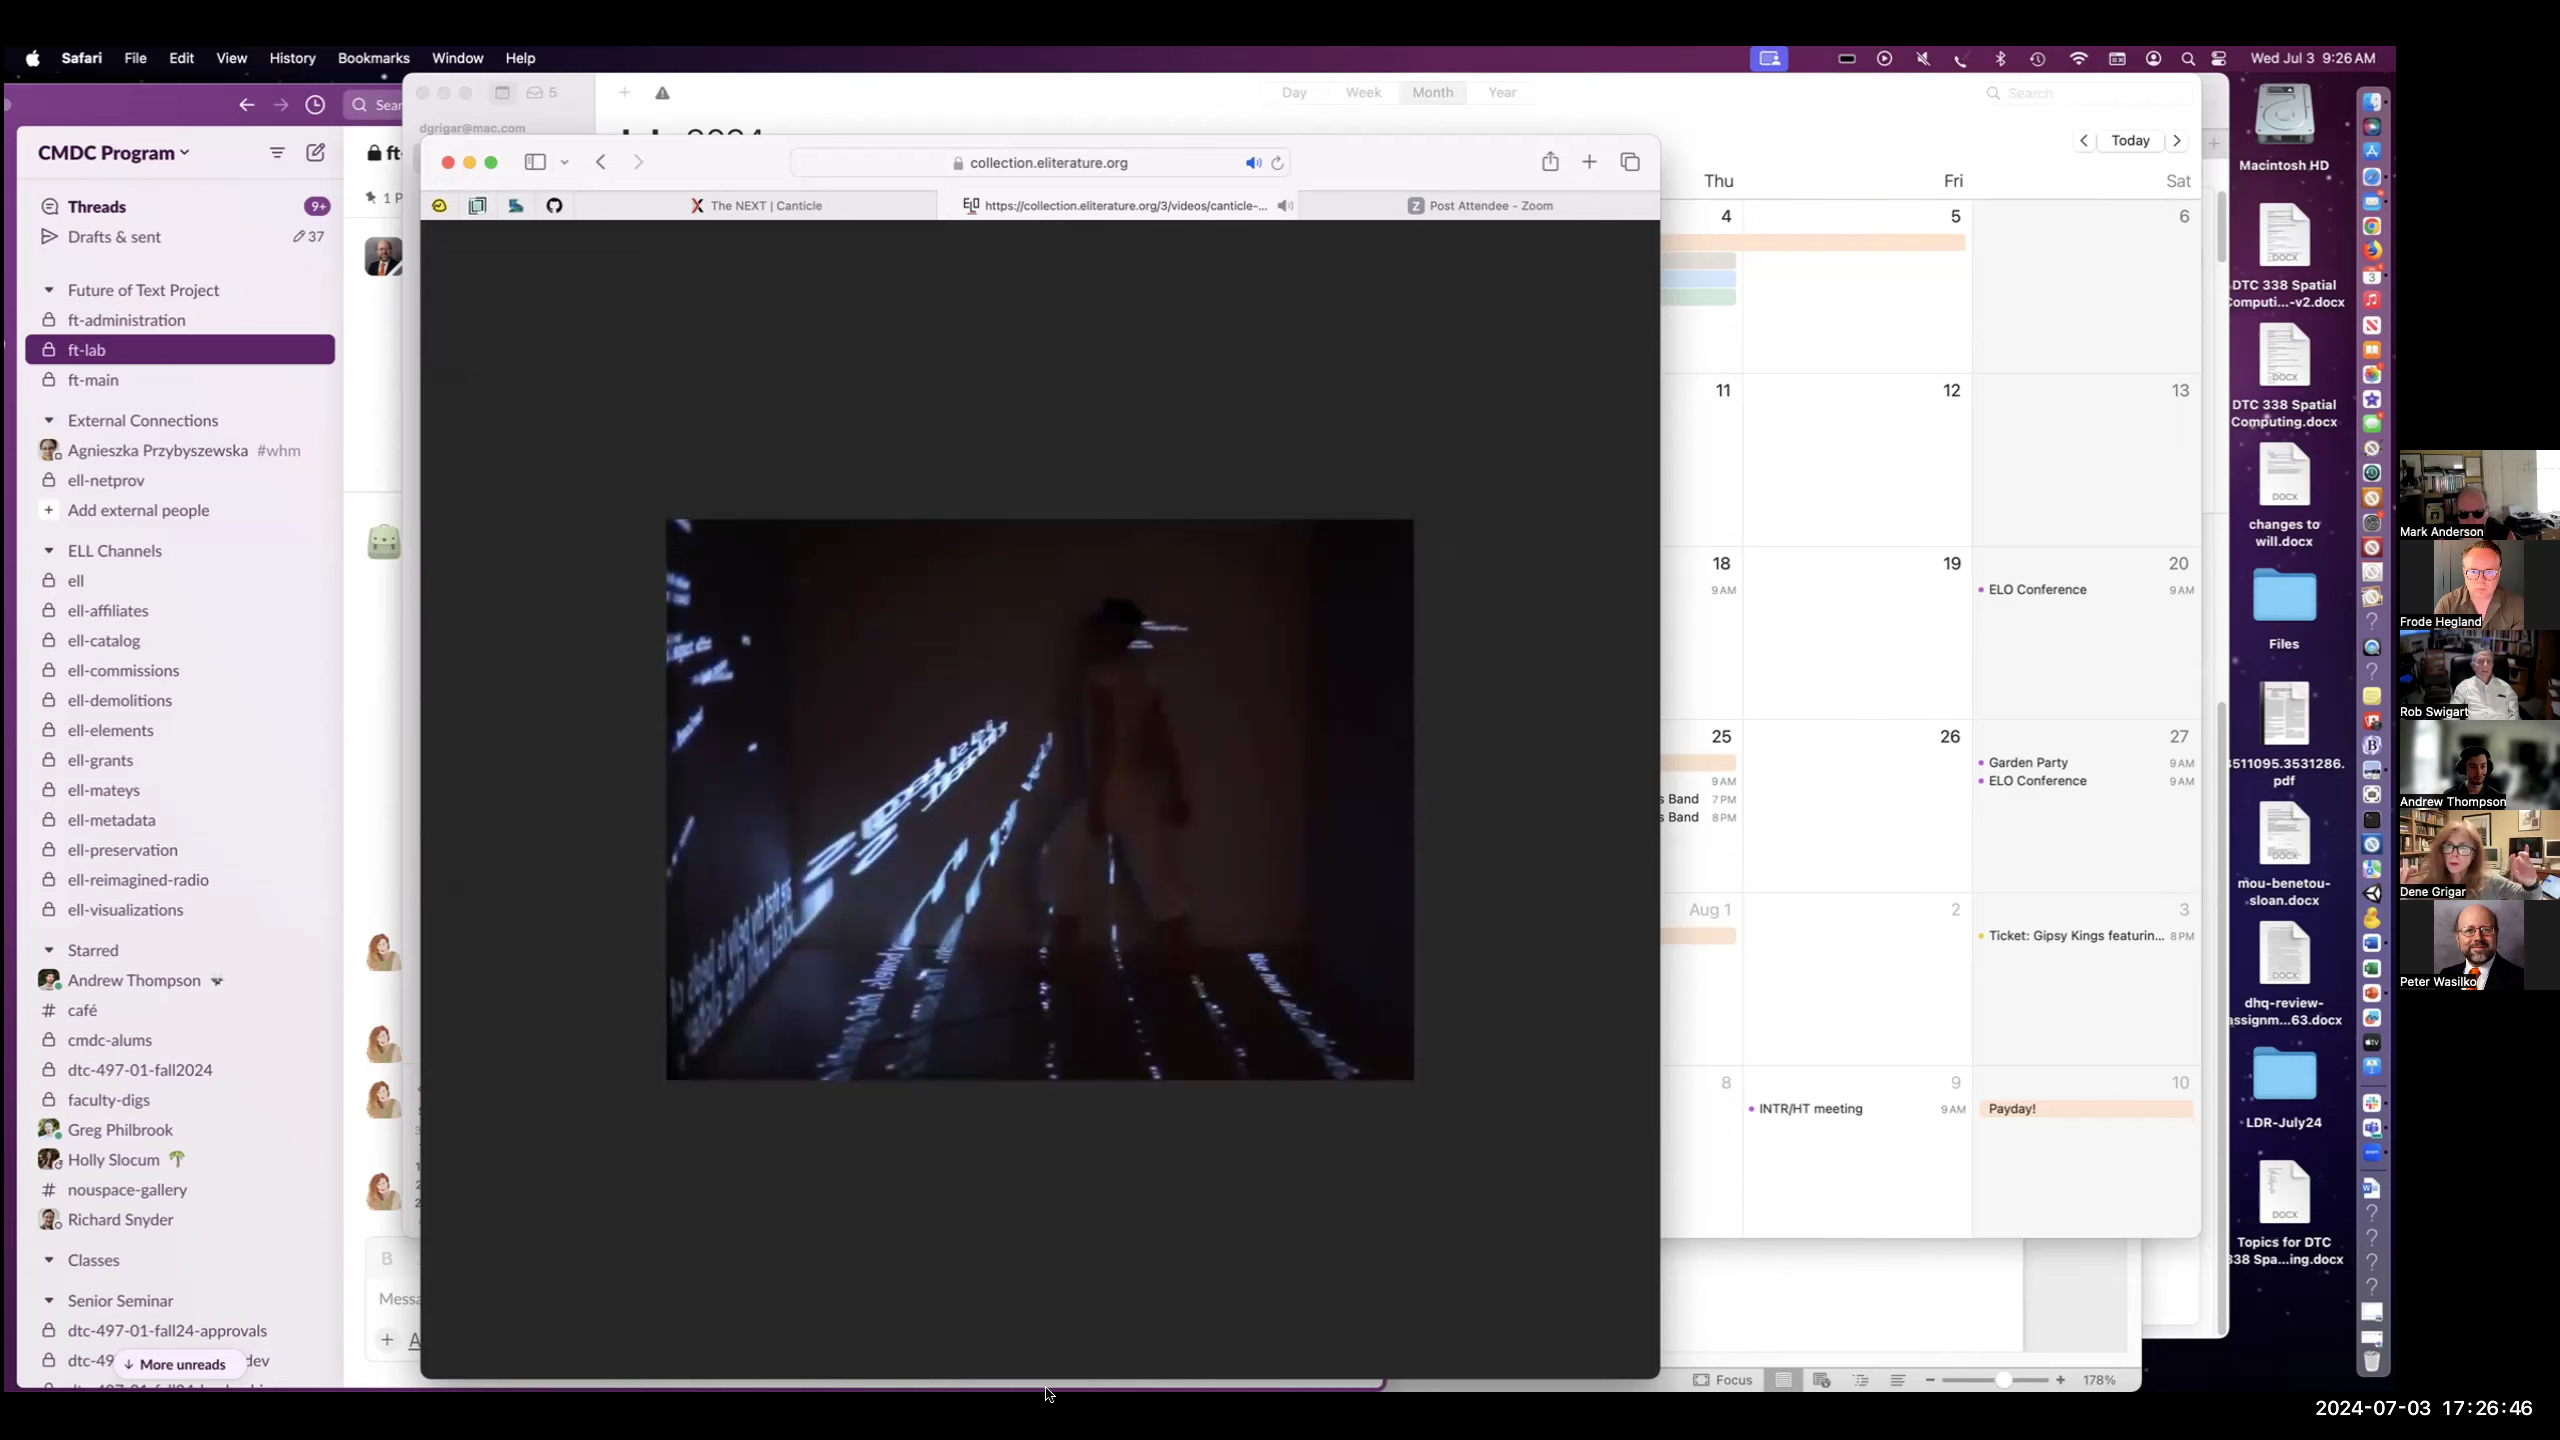 Safari File Edit View History Bookmarks Window Help
Wed Jul 3 9:26 AM
CMDC Program
Threads 9+
Drafts & sent 37
Future of Text Project
ft-administration
ft-lab
ft-main
External Connections
Agnieszka Przybyszewska #whm
ell-netprov
Add external people
ELL Channels
ell
ell-affiliates
ell-catalog
ell-commissions
ell-demolitions
ell-elements
ell-grants
ell-mateys
ell-metadata
ell-preservation
ell-reimagined-radio
ell-visualizations
Starred
Andrew Thompson
café
cmdc-alums
dtc-497-01-fall2024
faculty-digs
Greg Philbrook
Holly Slocum
nouspace-gallery
Richard Snyder
Classes
Senior Seminar
dtc-497-01-fall24-approvals
dtc-49 More unreads dev
Sear
ft-
1 P
B
Messa
5
dgrigar@mac.com
Day Week Month Year
Search
Today
collection.eliterature.org
The NEXT | Canticle
https://collection.eliterature.org/3/videos/canticle-...
Post Attendee - Zoom
Thu Fri Sat
4 5 6
11 12 13
18 19 20
9 AM
ELO Conference 9 AM
25 26 27
9 AM
s Band 7 PM
s Band 8 PM
Garden Party 9 AM
ELO Conference 9 AM
Aug 1 2 3
Ticket: Gipsy Kings featurin... 8 PM
8 9 10
INTR/HT meeting 9 AM
Payday!
Focus
178%
Macintosh HD
DTC 338 Spatial
Computi...-v2.docx
DTC 338 Spatial
Computing.docx
changes to
will.docx
Files
3511095.3531286.
pdf
mou-benetou-
sloan.docx
dhq-review-
assignm...63.docx
LDR-July24
Topics for DTC
338 Spa...ing.docx
Mark Anderson
Frode Hegland
Rob Swigart
Andrew Thompson
Dene Grigar
Peter Wasilko
2024-07-03 17:26:46